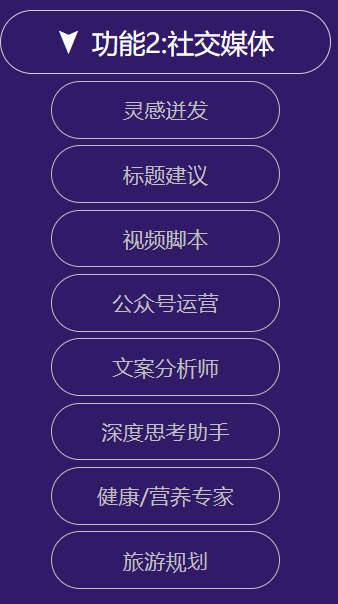 功能2:社交媒体
灵感迸发
标题建议
视频脚本
公众号运营
文案分析师
深度思考助手
健康/营养专家
旅游规划